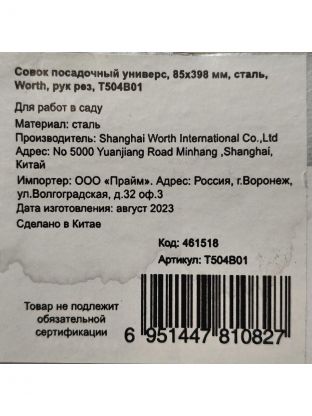 Совок посадочный универс, 85x398 мм, сталь,
Worth, рук рез, T504B01
Для работ в саду
Материал: сталь
Производитель: Shanghai Worth International Co.,Ltd
Адрес: No 5000 Yuanjiang Road Minhang ,Shanghai,
Китай
Импортер: ООО «Прайм». Адрес: Россия, г.Воронеж,
ул.Волгоградская, д.32 оф.3
Дата изготовления: август 2023
Сделано в Китае
Код: 461518
Артикул: T504B01
Товар не подлежит
обязательной
сертификации
6 951447 810827